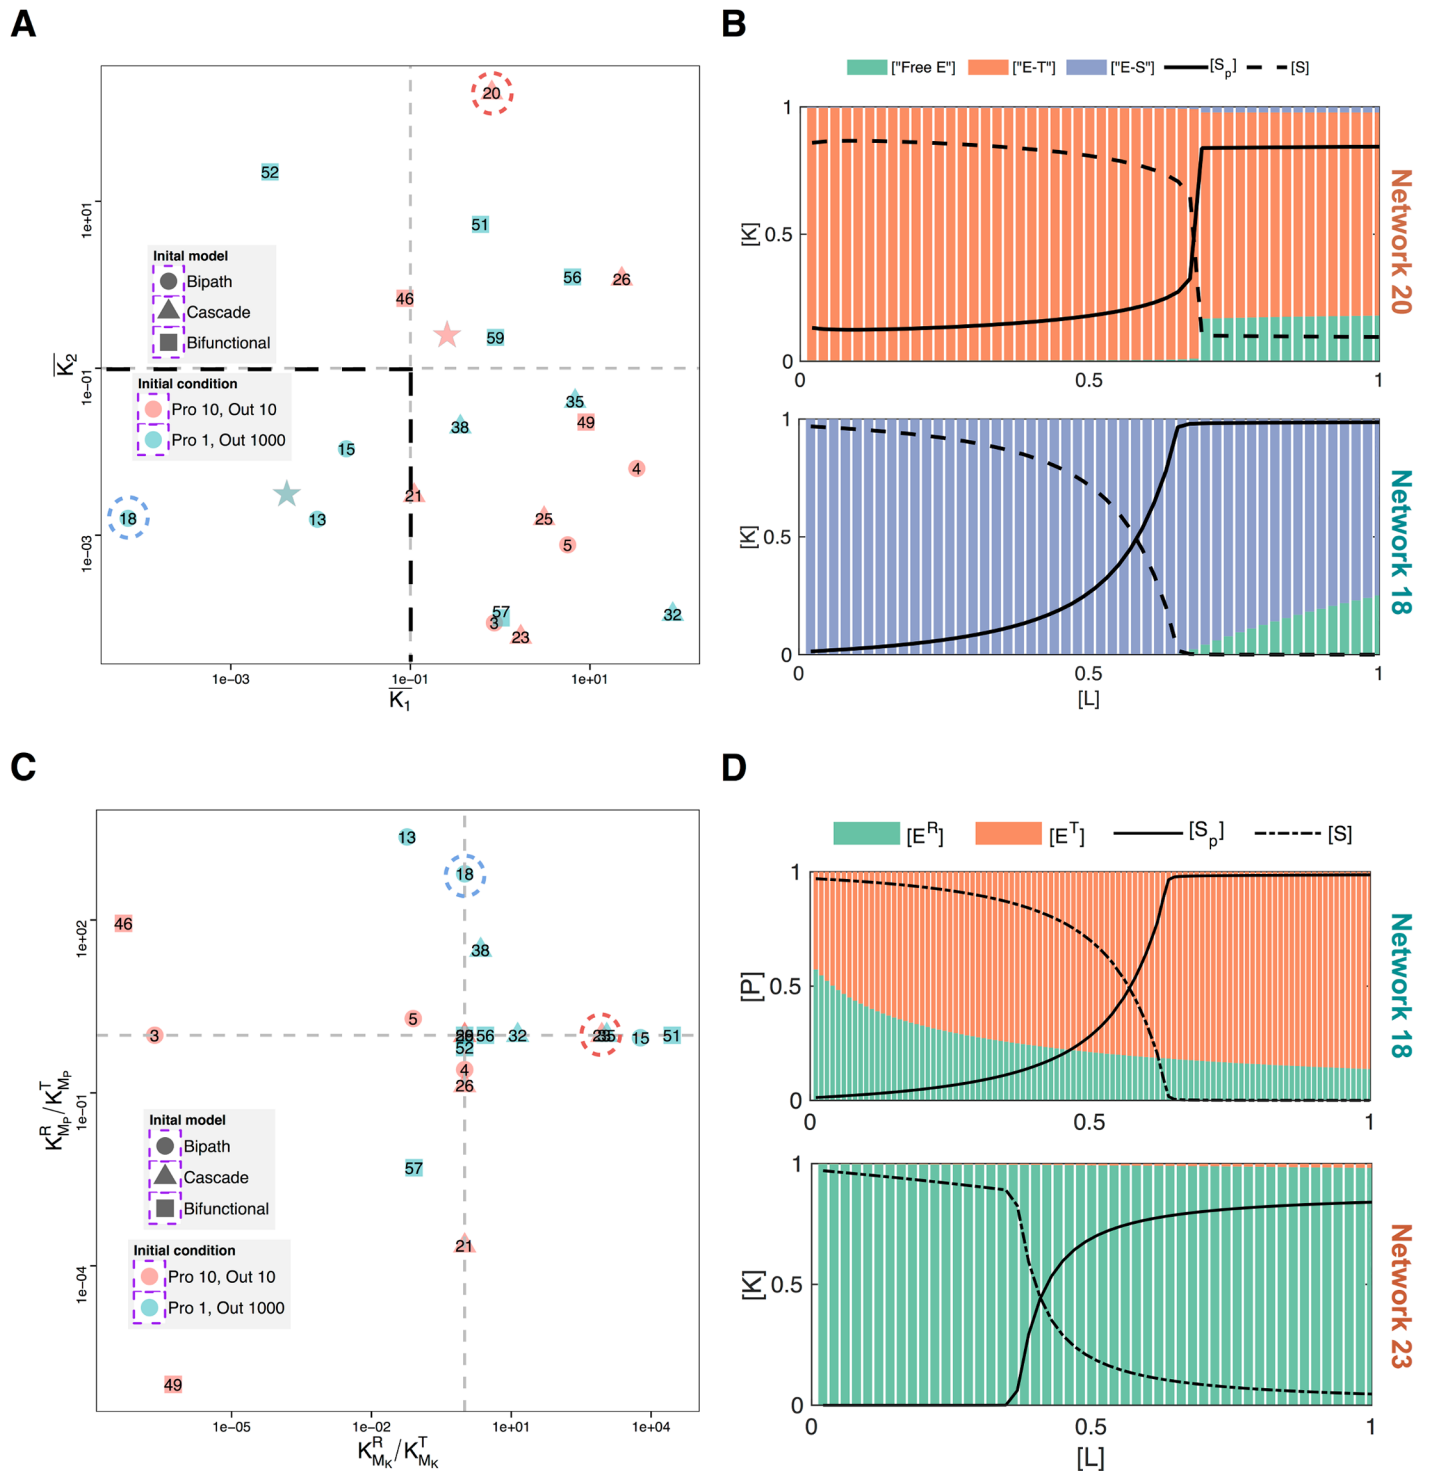 A
20
52
51
56
26
46
59
35
49
38
15
4
21
18
13
25
5
57
3
23
32
Inital model
Bipath
Cascade
Bifunctional
Initial condition
Pro 10, Out 10
Pro 1, Out 1000
1e+01
1e-01
1e-03
K2
1e-03
1e-01
1e+01
K1
B
["Free E"] ["E-T"] ["E-S"] [Sp] [S]
1
0.5
0
[K]
0 0.5 1
Network 20
1
0.5
0
[K]
0 0.5 1
[L]
Network 18
C
13
18
46
38
5
3
56
32
35
15
51
52
4
26
57
21
49
Inital model
Bipath
Cascade
Bifunctional
Initial condition
Pro 10, Out 10
Pro 1, Out 1000
1e+02
1e-01
1e-04
K^R_MP/K^T_MP
1e-05
1e-02
1e+01
1e+04
K^R_MK/K^T_MK
D
[E^R] [E^T] [Sp] [S]
1
0.5
0
[P]
0 0.5 1
Network 18
1
0.5
0
[K]
0 0.5 1
[L]
Network 23